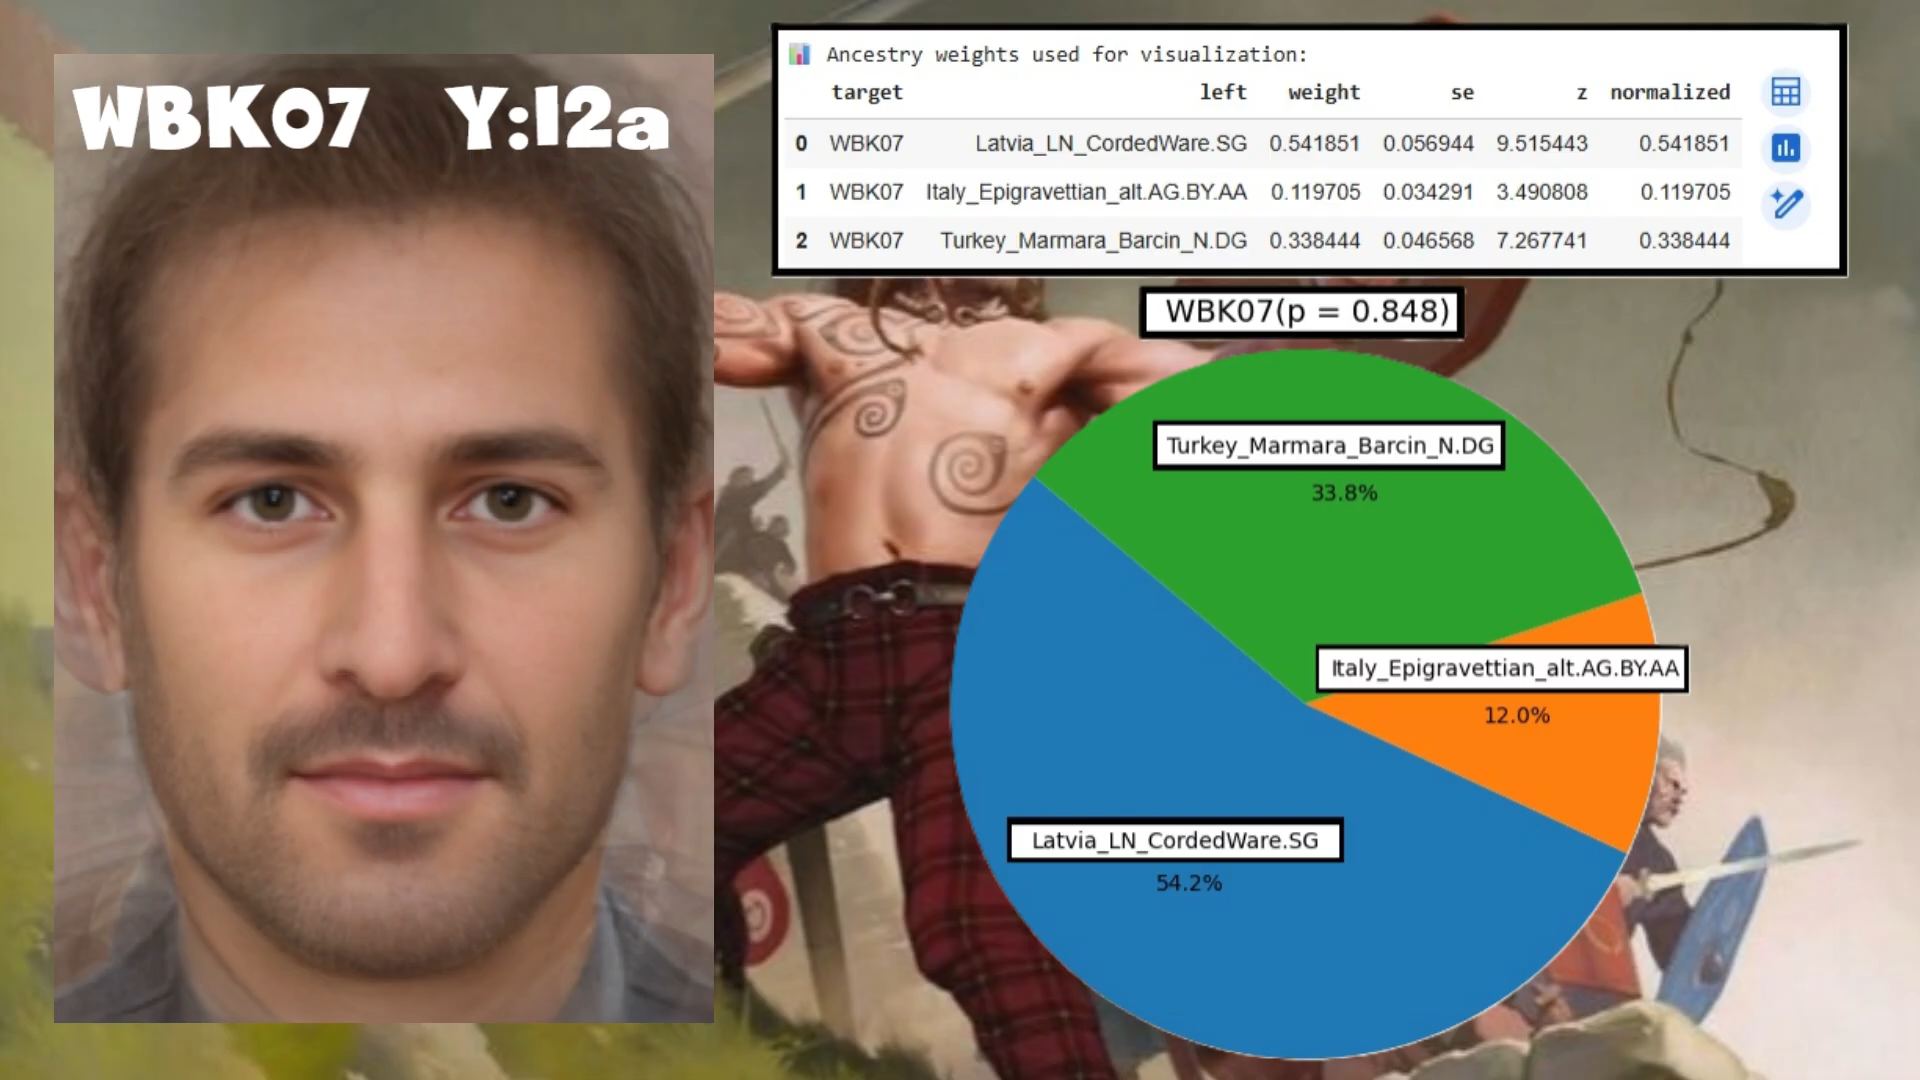 WBK07 Y:I2a
Ancestry weights used for visualization:
target left weight se z normalized
0 WBK07 Latvia_LN_CordedWare.SG 0.541851 0.056944 9.515443 0.541851
1 WBK07 Italy_Epigravettian_alt.AG.BY.AA 0.119705 0.034291 3.490808 0.119705
2 WBK07 Turkey_Marmara_Barcin_N.DG 0.338444 0.046568 7.267741 0.338444
WBK07(p = 0.848)
Turkey_Marmara_Barcin_N.DG
33.8%
Italy_Epigravettian_alt.AG.BY.AA
12.0%
Latvia_LN_CordedWare.SG
54.2%